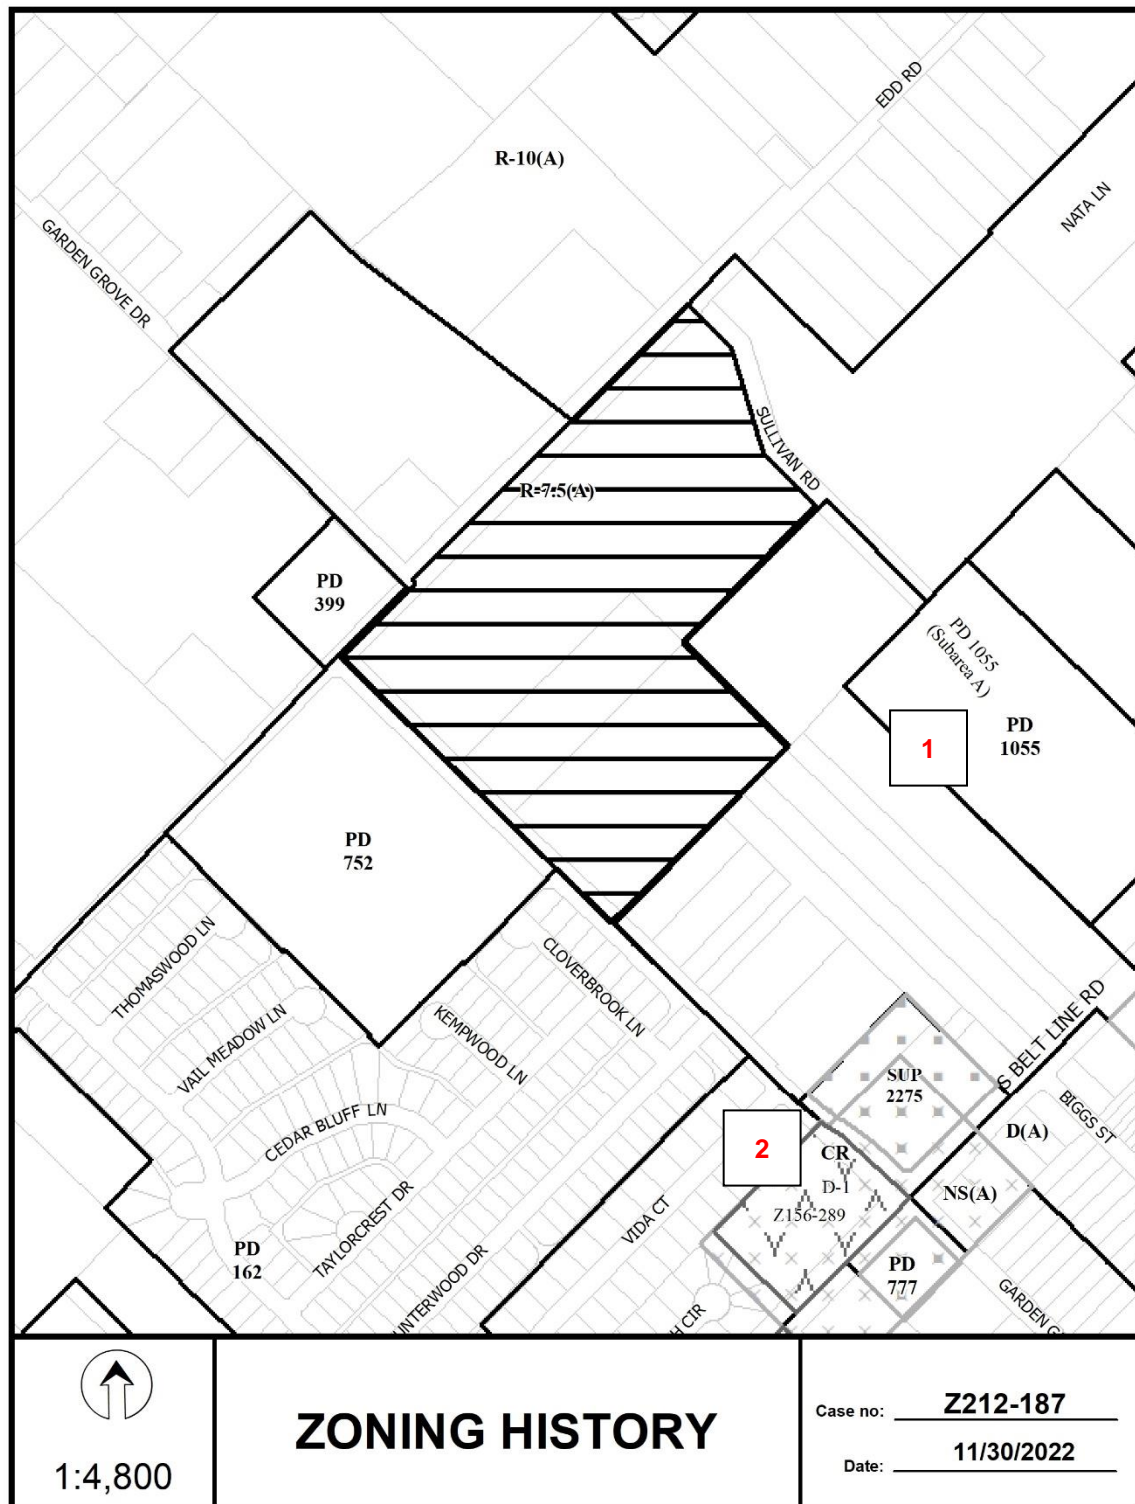 EDD RD
R-10(A)
NATA LN
GARDEN GROVE DR
SULLIVAN RD
R-7.5(A)
PD
399
PD 1055
(Subarea A)
PD
1055
1
PD
752
THOMASWOOD LN
CLOVERBROOK LN
VAIL MEADOW LN
KEMPWOOD LN
S BELT LINE RD
SUP
2275
BIGGS ST
CEDAR BLUFF LN
D(A)
2
CR
D-1
NS(A)
Z156-289
VIDA CT
TAYLORCREST DR
PD
162
UNTERWOOD DR
PD
777
H CIR
GARDEN G
1:4,800
ZONING HISTORY
Case no: Z212-187
Date: 11/30/2022